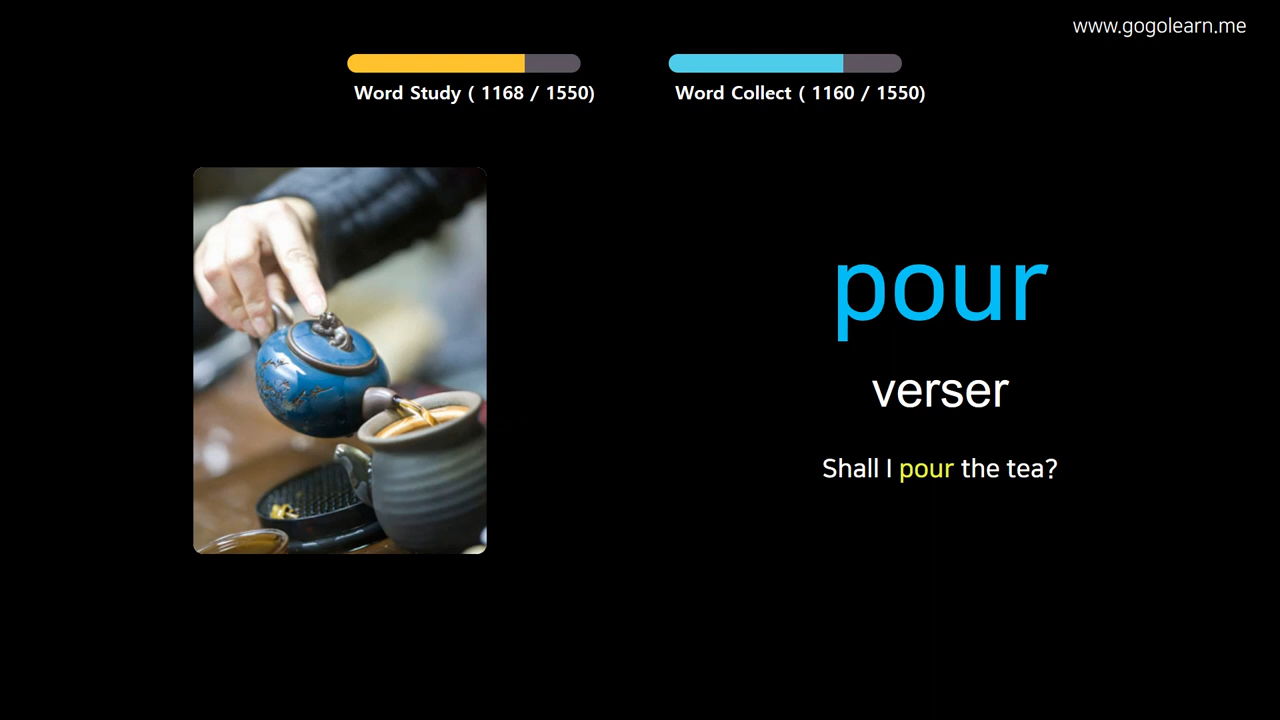 www.gogolearn.me
Word Study ( 1168 / 1550)
Word Collect ( 1160 / 1550)
pour
verser
Shall I pour the tea?